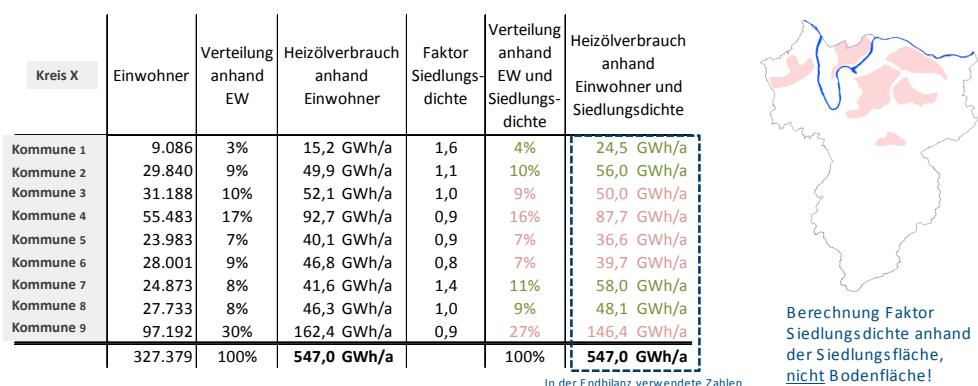 Kreis X | Einwohner | Verteilung anhand EW | Heizölverbrauch anhand Einwohner | Faktor Siedlungs-dichte | Verteilung anhand EW und Siedlungs-dichte | Heizölverbrauch anhand Einwohner und Siedlungsdichte
Kommune 1 | 9.086 | 3% | 15,2 GWh/a | 1,6 | 4% | 24,5 GWh/a
Kommune 2 | 29.840 | 9% | 49,9 GWh/a | 1,1 | 10% | 56,0 GWh/a
Kommune 3 | 31.188 | 10% | 52,1 GWh/a | 1,0 | 9% | 50,0 GWh/a
Kommune 4 | 55.483 | 17% | 92,7 GWh/a | 0,9 | 16% | 87,7 GWh/a
Kommune 5 | 23.983 | 7% | 40,1 GWh/a | 0,9 | 7% | 36,6 GWh/a
Kommune 6 | 28.001 | 9% | 46,8 GWh/a | 0,8 | 7% | 39,7 GWh/a
Kommune 7 | 24.873 | 8% | 41,6 GWh/a | 1,4 | 11% | 58,0 GWh/a
Kommune 8 | 27.733 | 8% | 46,3 GWh/a | 1,0 | 9% | 48,1 GWh/a
Kommune 9 | 97.192 | 30% | 162,4 GWh/a | 0,9 | 27% | 146,4 GWh/a
327.379 | 100% | 547,0 GWh/a | 100% | 547,0 GWh/a
In der Endbilanz verwendete Zahlen
Berechnung Faktor
Siedlungsdichte anhand
der Siedlungsfläche,
nicht Bodenfläche!